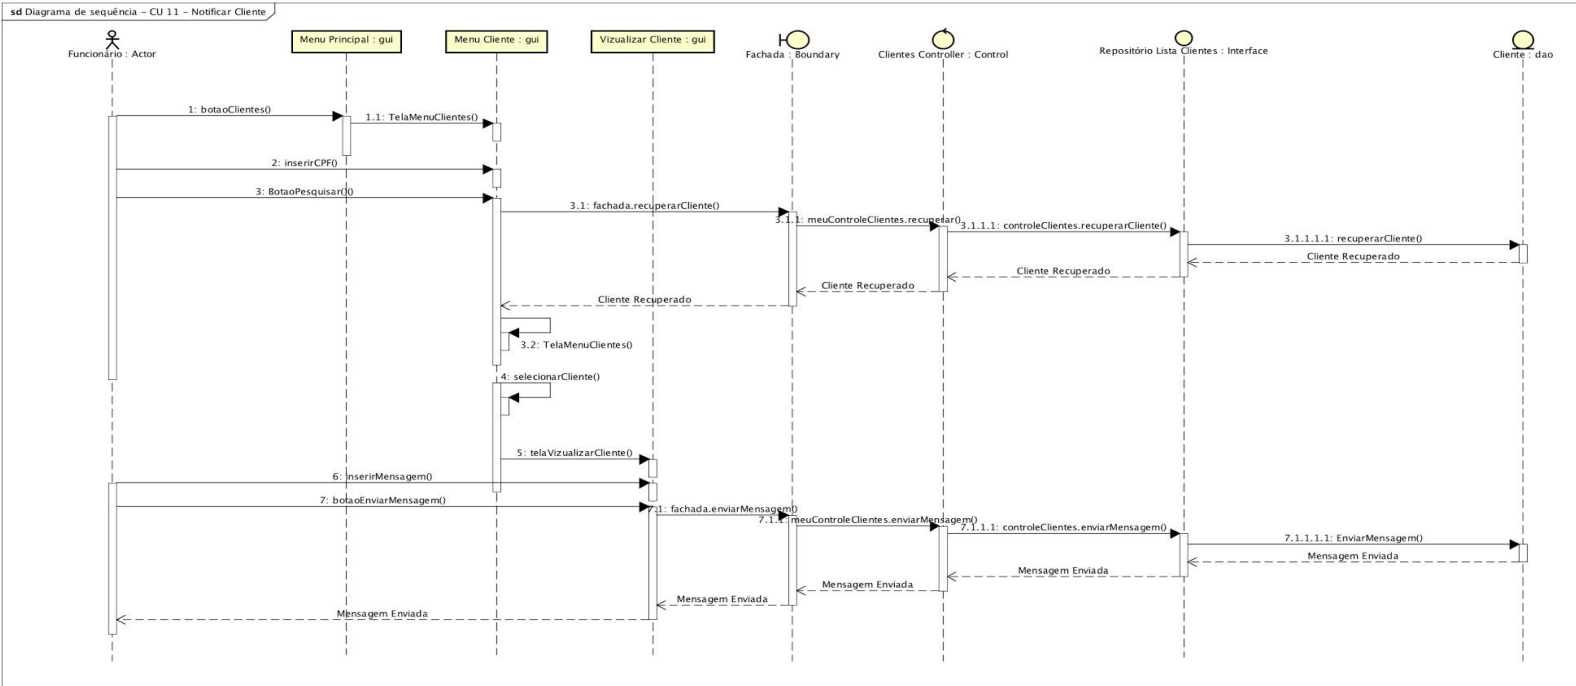 sd Diagrama de sequência – CU 11 – Notificar Cliente
Funcionário : Actor
Menu Principal : gui
Menu Cliente : gui
Vizualizar Cliente : gui
Fachada : Boundary
Clientes Controller : Control
Repositório Lista Clientes : Interface
Cliente : dao
1: botaoClientes()
1.1: TelaMenuClientes()
2: inserirCPF()
3: BotaoPesquisar()()
3.1: fachada.recuperarCliente()
3.1.1: meuControleClientes.recuperar()
3.1.1.1: controleClientes.recuperarCliente()
3.1.1.1.1: recuperarCliente()
Cliente Recuperado
Cliente Recuperado
Cliente Recuperado
Cliente Recuperado
3.2: TelaMenuClientes()
4: selecionarCliente()
5: telaVizualizarCliente()
6: inserirMensagem()
7: botaoEnviarMensagem()
7.1: fachada.enviarMensagem()
7.1.1: meuControleClientes.enviarMensagem()
7.1.1.1: controleClientes.enviarMensagem()
7.1.1.1.1: EnviarMensagem()
Mensagem Enviada
Mensagem Enviada
Mensagem Enviada
Mensagem Enviada
Mensagem Enviada